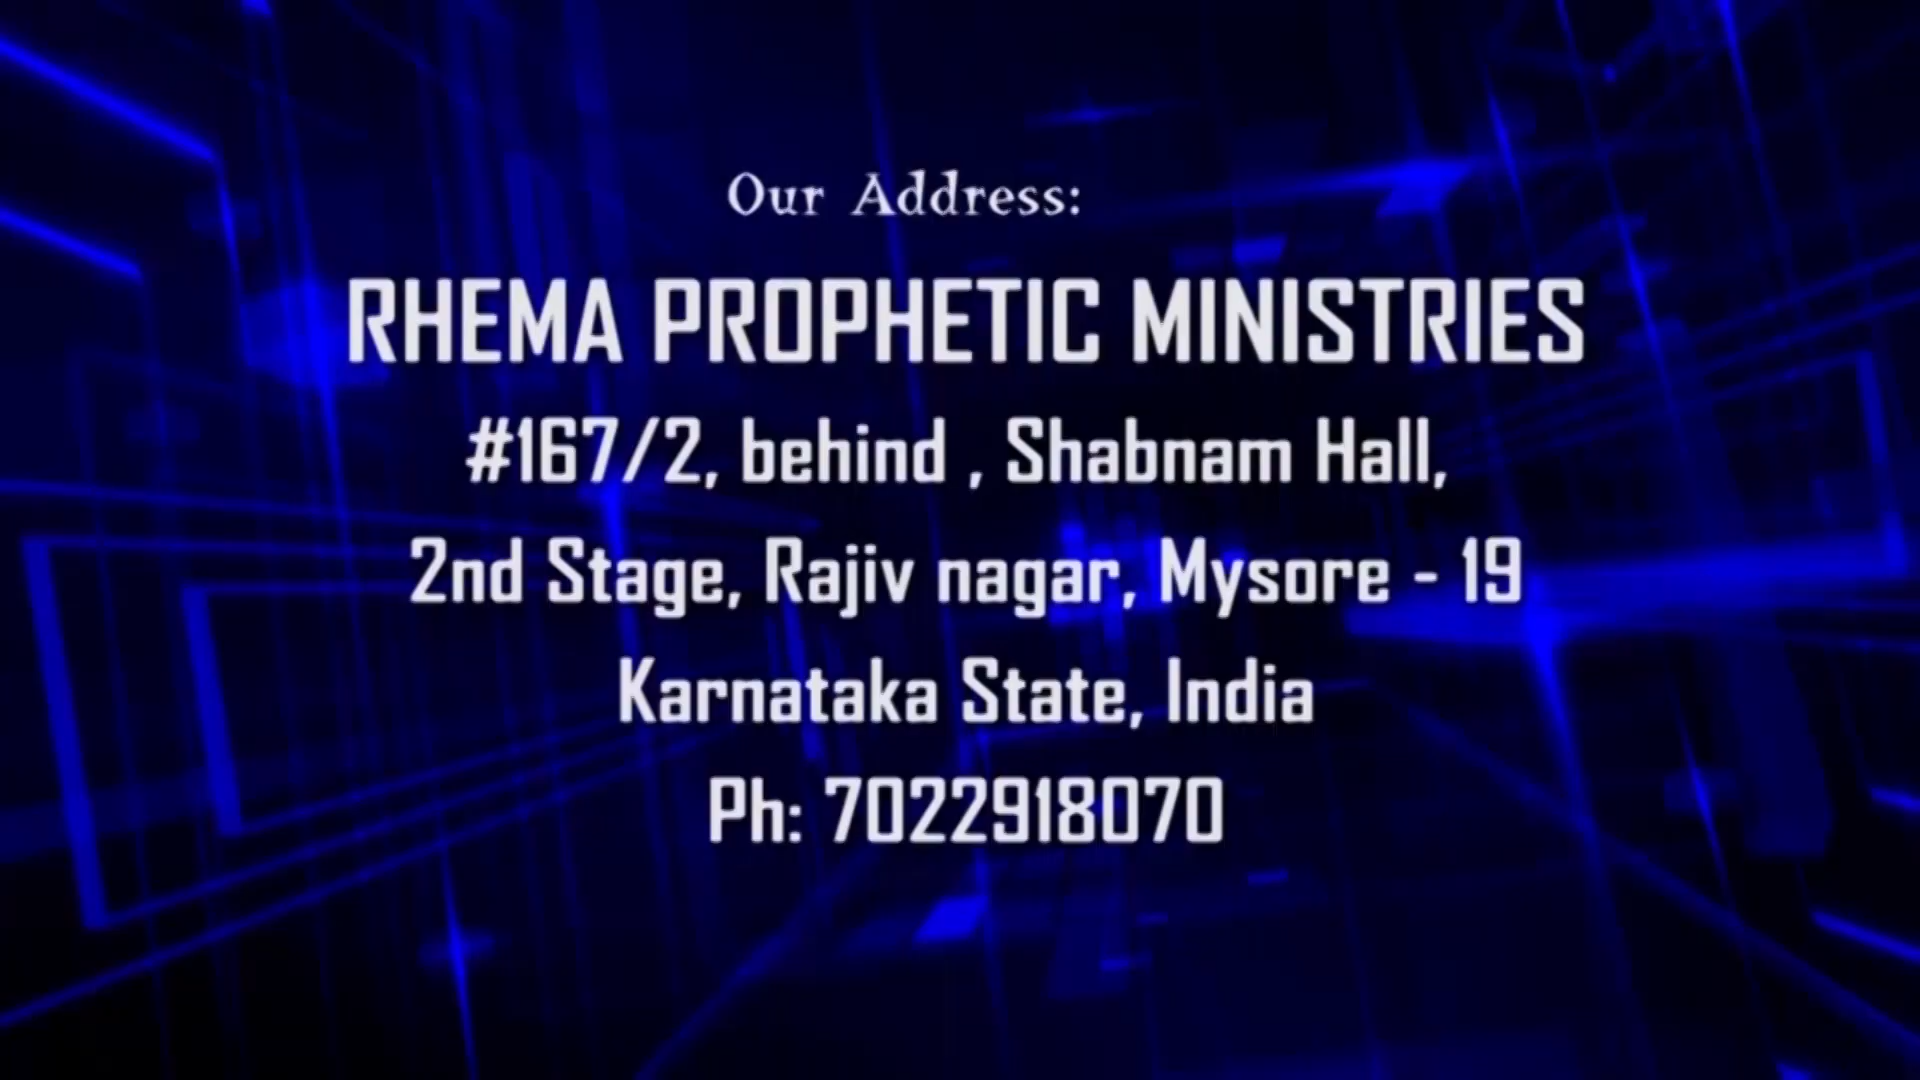 Our Address:
RHEMA PROPHETIC MINISTRIES
#167/2, behind , Shabnam Hall,
2nd Stage, Rajiv nagar, Mysore - 19
Karnataka State, India
Ph: 7022918070